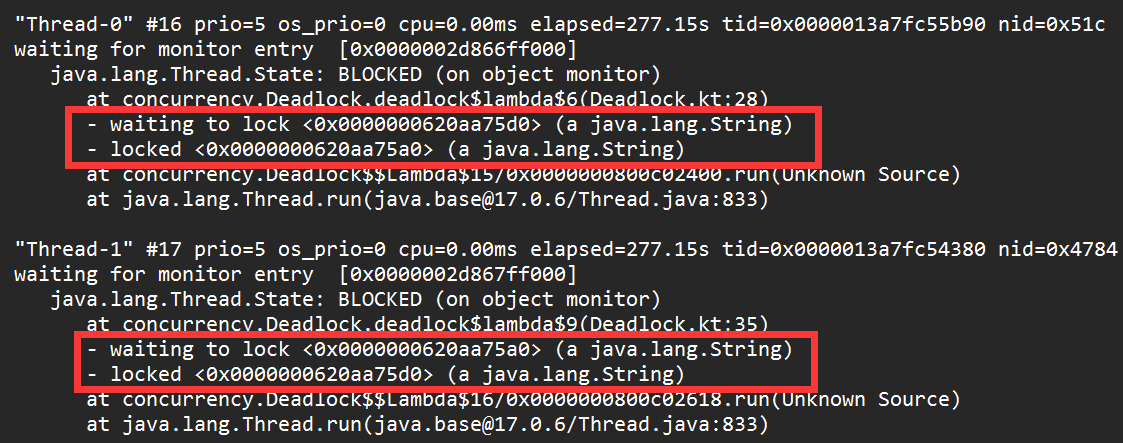 "Thread-0" #16 prio=5 os_prio=0 cpu=0.00ms elapsed=277.15s tid=0x0000013a7fc55b90 nid=0x51c
waiting for monitor entry  [0x0000002d866ff000]
   java.lang.Thread.State: BLOCKED (on object monitor)
      at concurrency.Deadlock.deadlock$lambda$6(Deadlock.kt:28)
      - waiting to lock <0x0000000620aa75d0> (a java.lang.String)
      - locked <0x0000000620aa75a0> (a java.lang.String)
      at concurrency.Deadlock$$Lambda$15/0x0000000800c02400.run(Unknown Source)
      at java.lang.Thread.run(java.base@17.0.6/Thread.java:833)
"Thread-1" #17 prio=5 os_prio=0 cpu=0.00ms elapsed=277.15s tid=0x0000013a7fc54380 nid=0x4784
waiting for monitor entry  [0x0000002d867ff000]
   java.lang.Thread.State: BLOCKED (on object monitor)
      at concurrency.Deadlock.deadlock$lambda$9(Deadlock.kt:35)
      - waiting to lock <0x0000000620aa75a0> (a java.lang.String)
      - locked <0x0000000620aa75d0> (a java.lang.String)
      at concurrency.Deadlock$$Lambda$16/0x0000000800c02618.run(Unknown Source)
      at java.lang.Thread.run(java.base@17.0.6/Thread.java:833)